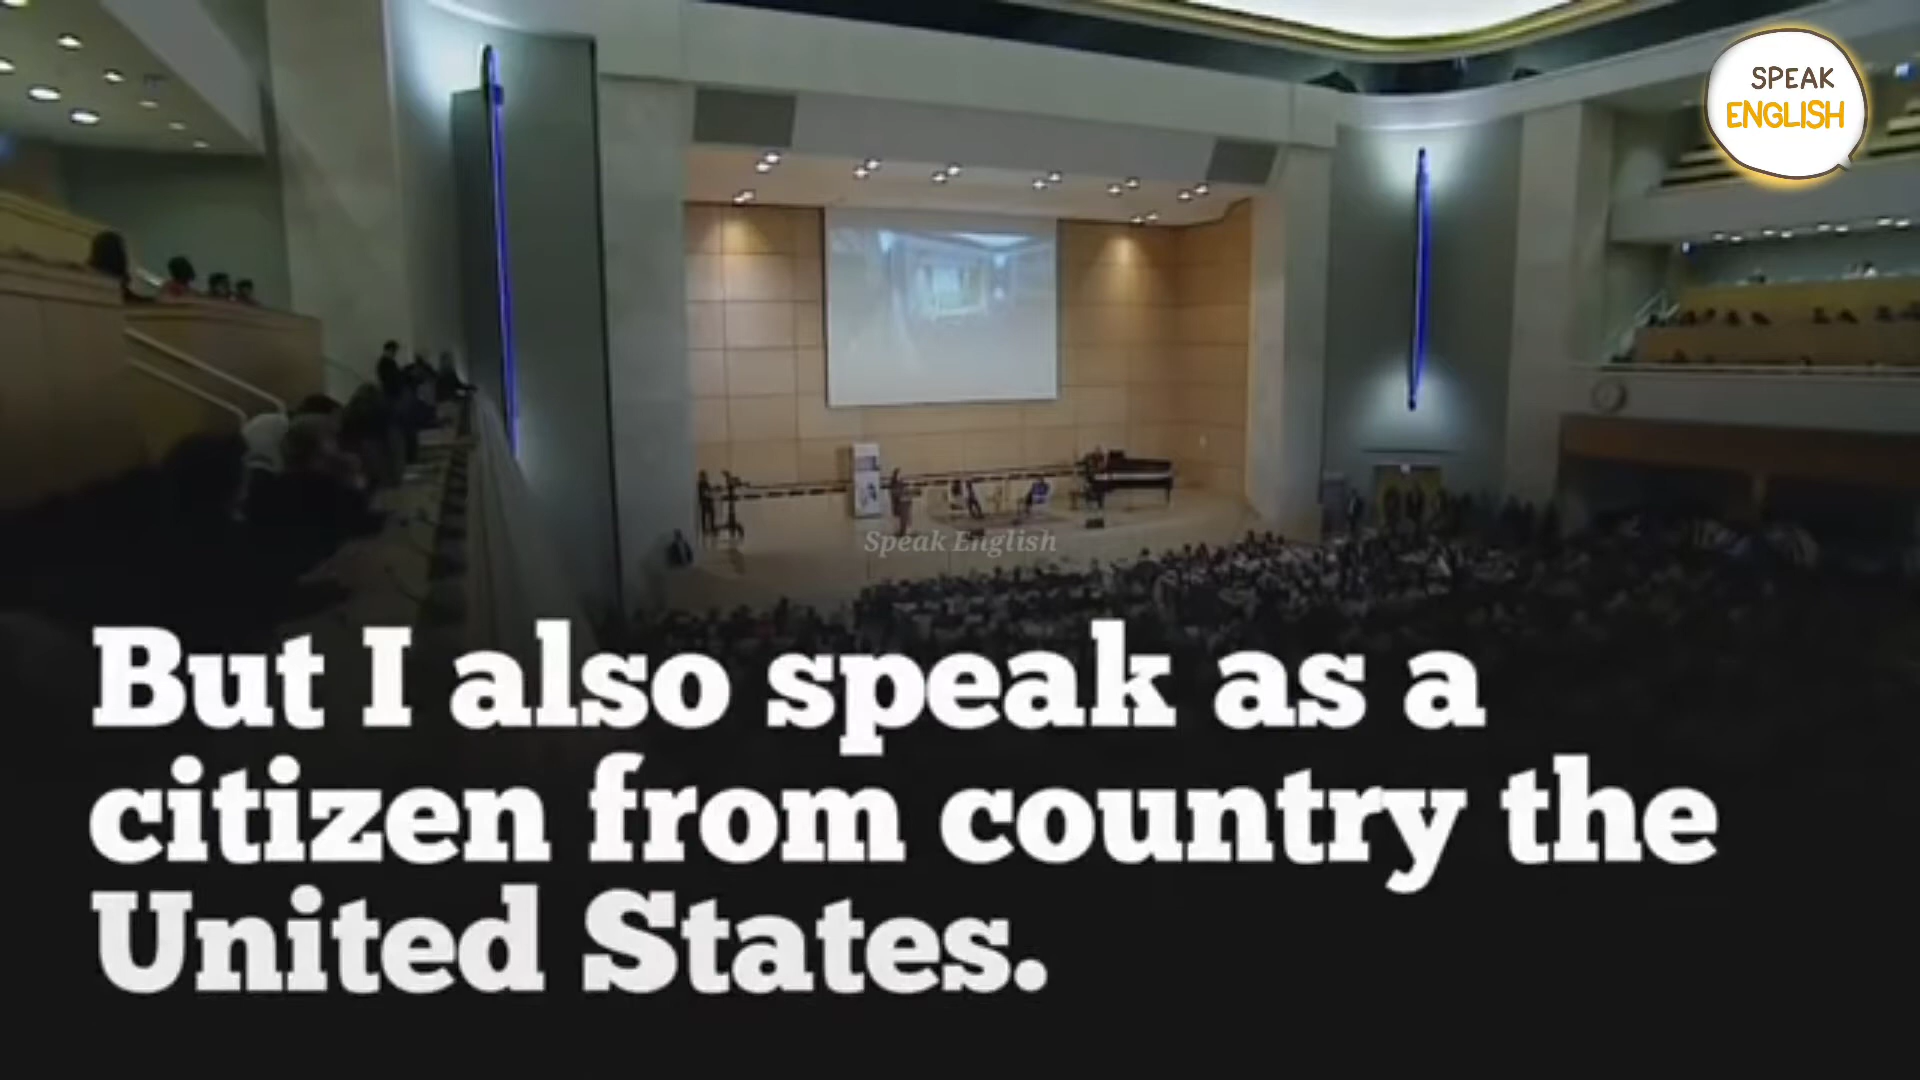 SPEAK
ENGLISH
Speak English
But I also speak as a
citizen from country the
United States.